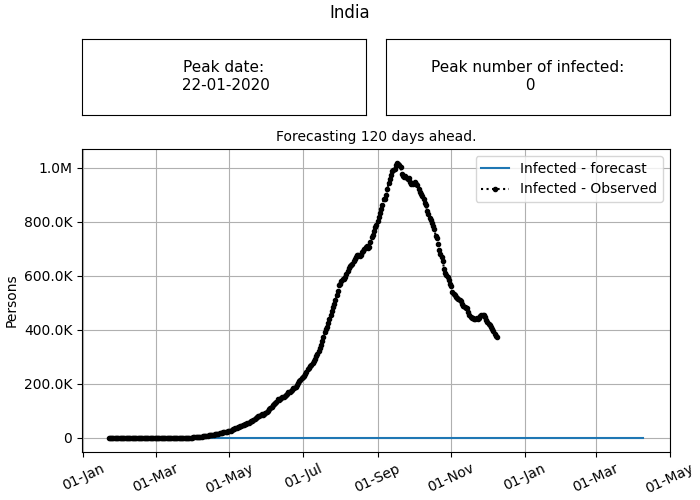 India
Peak date:
22-01-2020
Peak number of infected:
0
Forecasting 120 days ahead.
Infected - forecast
Infected - Observed
Persons
1.0M
800.0K
600.0K
400.0K
200.0K
0
01-Jan
01-Mar
01-May
01-Jul
01-Sep
01-Nov
01-Jan
01-Mar
01-May